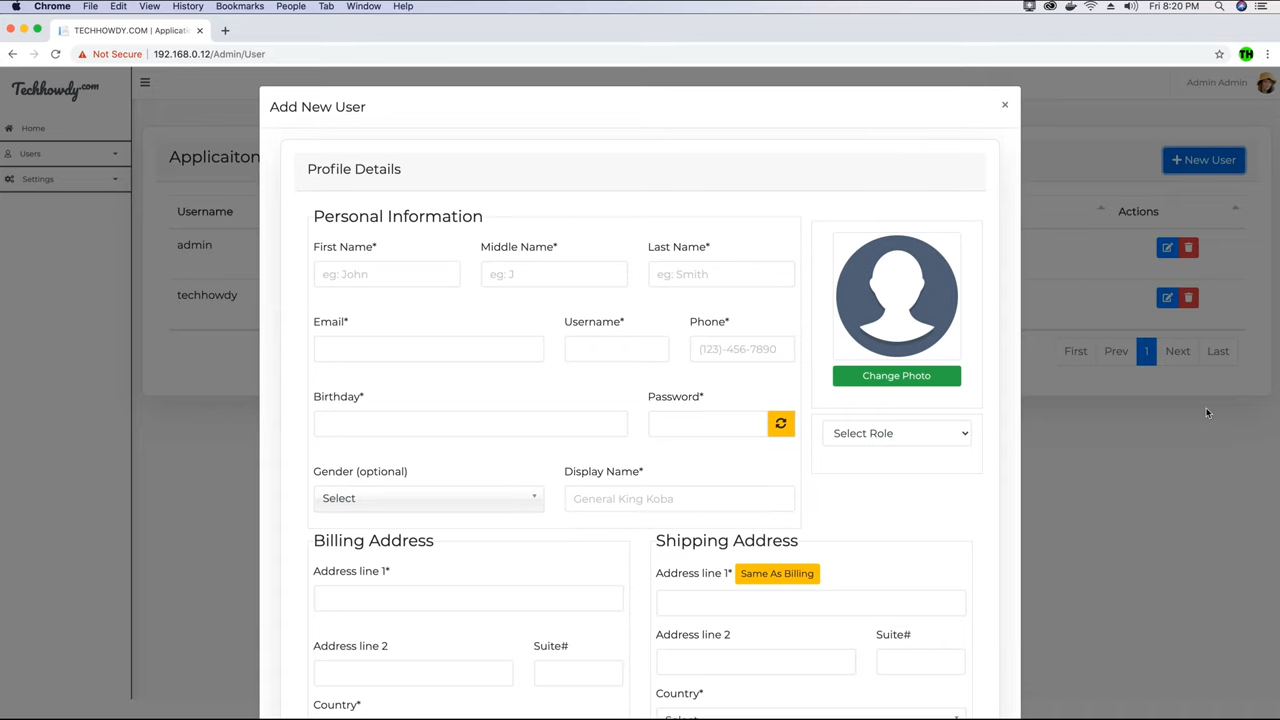 Chrome File Edit View History Bookmarks People Tab Window Help Fri 8:20 PM
TECHHOWDY.COM | Applicati
Not Secure 192.168.0.12/Admin/User TH
Techhowdy.com
Admin Admin
Home
Users
Settings
Applicaiton
New User
Username
Actions
admin
techhowdy
First Prev 1 Next Last
Add New User ×
Profile Details
Personal Information
First Name* Middle Name* Last Name*
eg: John eg: J eg: Smith
Email* Username* Phone*
(123)-456-7890
Change Photo
Birthday* Password*
Select Role
Gender (optional) Display Name*
Select General King Koba
Billing Address Shipping Address
Address line 1* Address line 1* Same As Billing
Address line 2 Suite# Address line 2 Suite#
Country* Country*